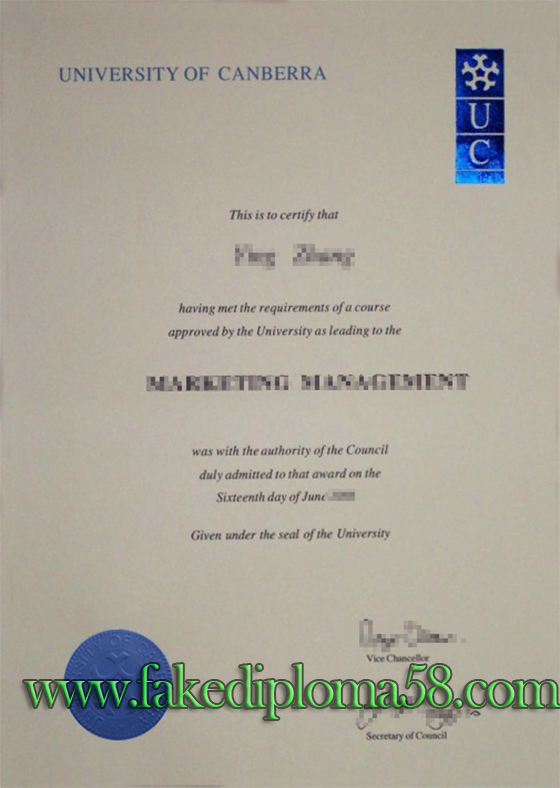 UNIVERSITY OF CANBERRA
U
C
This is to certify that
having met the requirements of a course
approved by the University as leading to the
MARKETING MANAGEMENT
was with the authority of the Council
duly admitted to that award on the
Sixteenth day of June
Given under the seal of the University
Vice Chancellor
www.fakediploma58.com
Secretary of Council